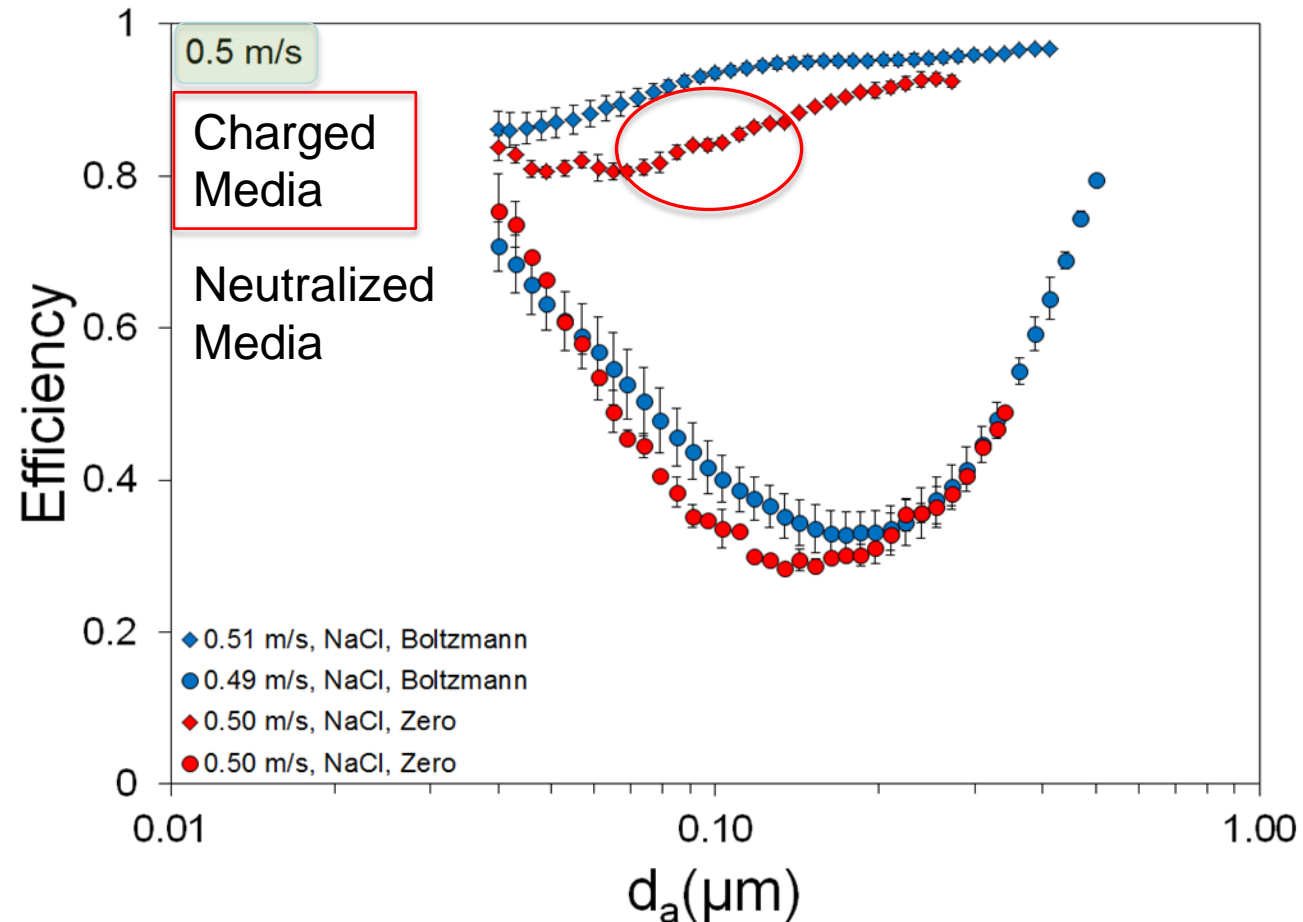 1
0.5 m/s
Charged
Media
0.8
Neutralized
Media
Efficiency
0.6
0.4
0.2
0.51 m/s, NaCl, Boltzmann
0.49 m/s, NaCl, Boltzmann
0.50 m/s, NaCl, Zero
0.50 m/s, NaCl, Zero
0
0.01 0.10 1.00
da(μm)